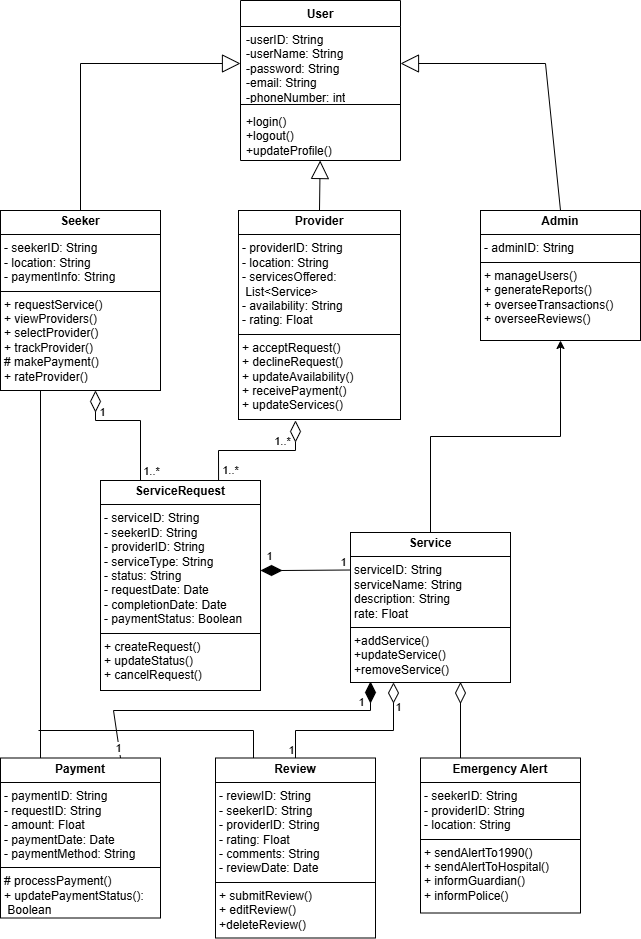 User
-userID: String
-userName: String
-password: String
-email: String
-phoneNumber: int
+login()
+logout()
+updateProfile()
Seeker
- seekerID: String
- location: String
- paymentInfo: String
+ requestService()
+ viewProviders()
+ selectProvider()
+ trackProvider()
# makePayment()
+ rateProvider()
Provider
- providerID: String
- location: String
- servicesOffered:
List<Service>
- availability: String
- rating: Float
+ acceptRequest()
+ declineRequest()
+ updateAvailability()
+ receivePayment()
+ updateServices()
Admin
- adminID: String
+ manageUsers()
+ generateReports()
+ overseeTransactions()
+ overseeReviews()
1
1..*
1..*
1..*
ServiceRequest
- serviceID: String
- seekerID: String
- providerID: String
- serviceType: String
- status: String
- requestDate: Date
- completionDate: Date
- paymentStatus: Boolean
+ createRequest()
+ updateStatus()
+ cancelRequest()
1
1
Service
serviceID: String
serviceName: String
description: String
rate: Float
+addService()
+updateService()
+removeService()
1
1
1
1
Payment
- paymentID: String
- requestID: String
- amount: Float
- paymentDate: Date
- paymentMethod: String
# processPayment()
+ updatePaymentStatus():
Boolean
Review
- reviewID: String
- seekerID: String
- providerID: String
- rating: Float
- comments: String
- reviewDate: Date
+ submitReview()
+ editReview()
+deleteReview()
Emergency Alert
- seekerID: String
- providerID: String
- location: String
+ sendAlertTo1990()
+ sendAlertToHospital()
+ informGuardian()
+ informPolice()